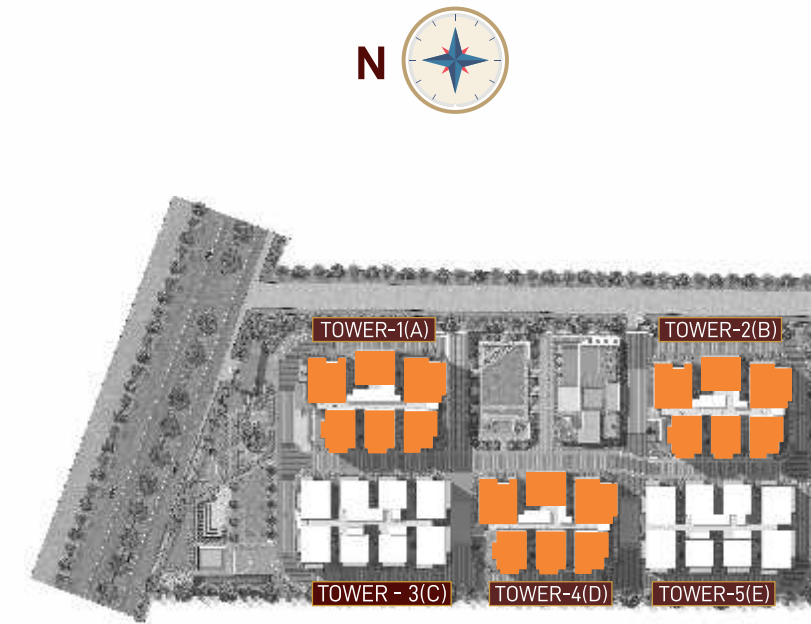 N
TOWER-1(A)
TOWER-2(B)
TOWER - 3(C)
TOWER-4(D)
TOWER-5(E)